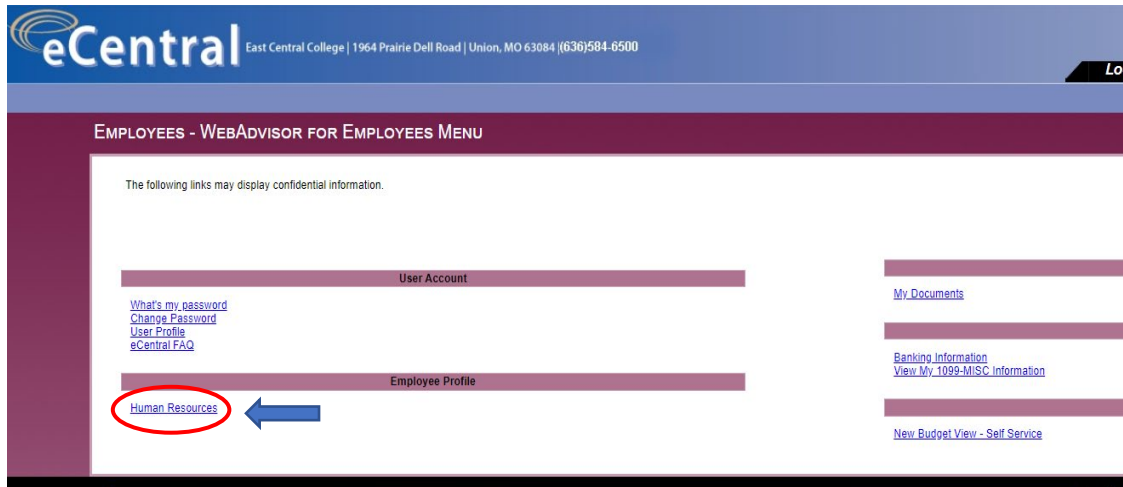 eCentral East Central College | 1964 Prairie Dell Road | Union, MO 63084 |(636)584-6500
Lo
EMPLOYEES - WEBADVISOR FOR EMPLOYEES MENU
The following links may display confidential information.
User Account
What's my password
Change Password
User Profile
eCentral FAQ
Employee Profile
Human Resources
My Documents
Banking Information
View My 1099-MISC Information
New Budget View - Self Service